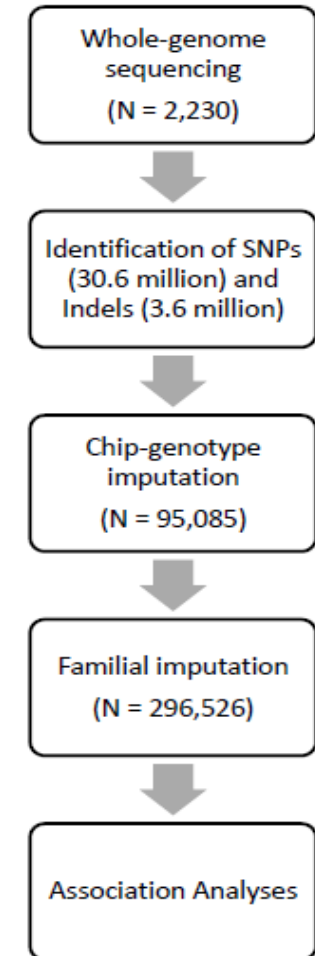 Whole-genome
sequencing
(N = 2,230)
Identification of SNPs
(30.6 million) and
Indels (3.6 million)
Chip-genotype
imputation
(N = 95,085)
Familial imputation
(N = 296,526)
Association Analyses